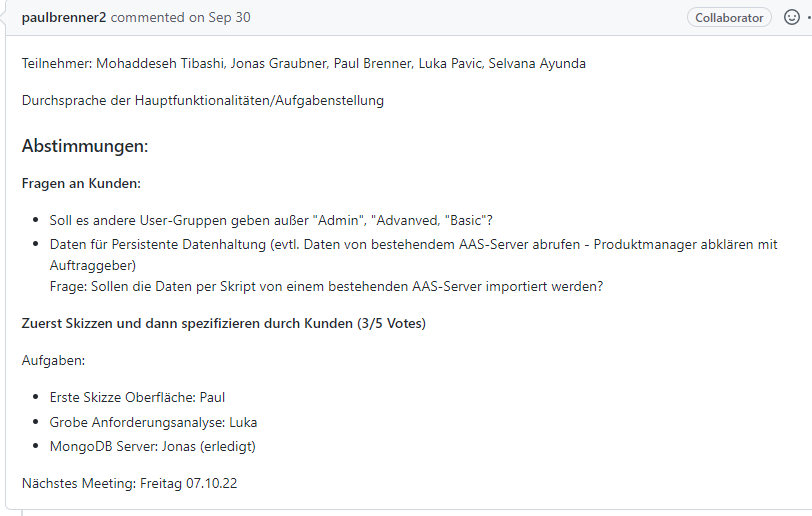 paulbrenner2 commented on Sep 30 Collaborator
Teilnehmer: Mohaddeseh Tibashi, Jonas Graubner, Paul Brenner, Luka Pavic, Selvana Ayunda
Durchsprache der Hauptfunktionalitäten/Aufgabenstellung
Abstimmungen:
Fragen an Kunden:
Soll es andere User-Gruppen geben außer "Admin", "Advanved, "Basic"?
Daten für Persistente Datenhaltung (evtl. Daten von bestehendem AAS-Server abrufen - Produktmanager abklären mit
Auftraggeber)
Frage: Sollen die Daten per Skript von einem bestehenden AAS-Server importiert werden?
Zuerst Skizzen und dann spezifizieren durch Kunden (3/5 Votes)
Aufgaben:
Erste Skizze Oberfläche: Paul
Grobe Anforderungsanalyse: Luka
MongoDB Server: Jonas (erledigt)
Nächstes Meeting: Freitag 07.10.22